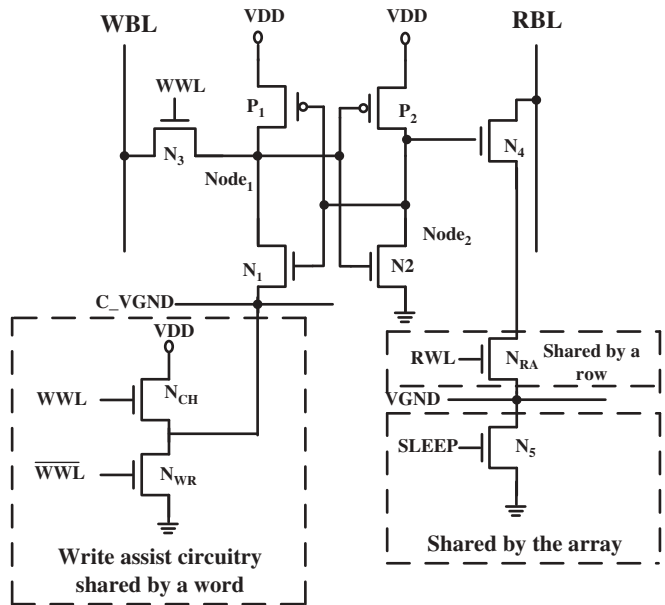 WBL
VDD
VDD
RBL
WWL
P1
P2
N3
N4
Node1
Node2
N1
N2
C_VGND
VDD
RWL
NRA
Shared by a
row
WWL
NCH
VGND
W̅W̅L̅
NWR
SLEEP
N5
Write assist circuitry
shared by a word
Shared by the array